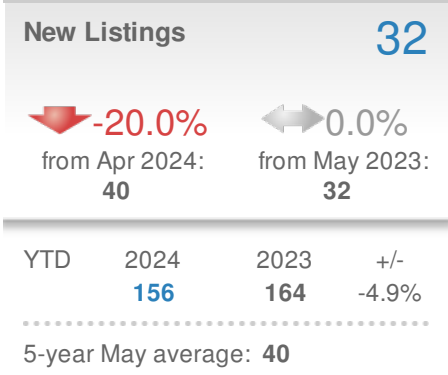 New Listings 32
-20.0% 0.0%
from Apr 2024: from May 2023:
40 32
YTD 2024 2023 +/-
156 164 -4.9%
5-year May average: 40